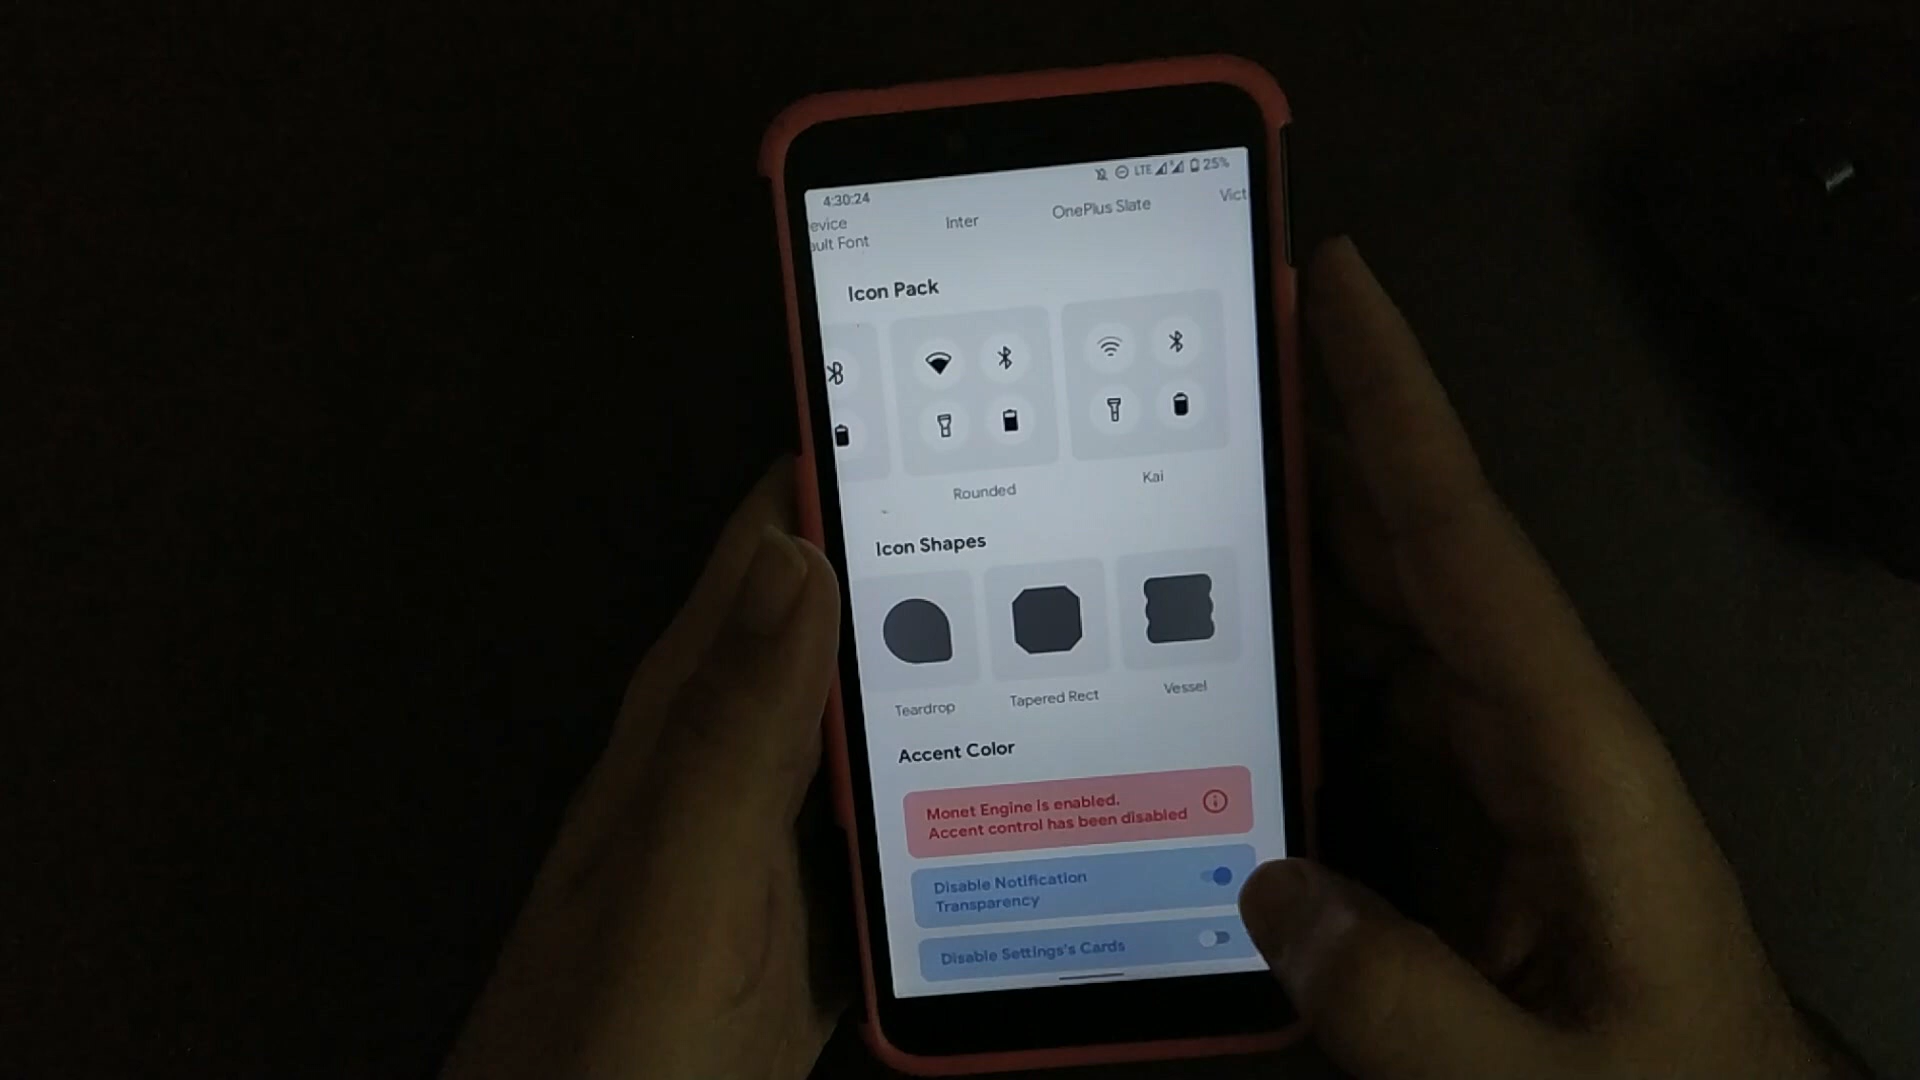 4:30:24
LTE 25%
evice
ault Font
Inter
OnePlus Slate
Vict
Icon Pack
Rounded
Kai
Icon Shapes
Teardrop
Tapered Rect
Vessel
Accent Color
Monet Engine is enabled.
Accent control has been disabled
Disable Notification
Transparency
Disable Settings's Cards